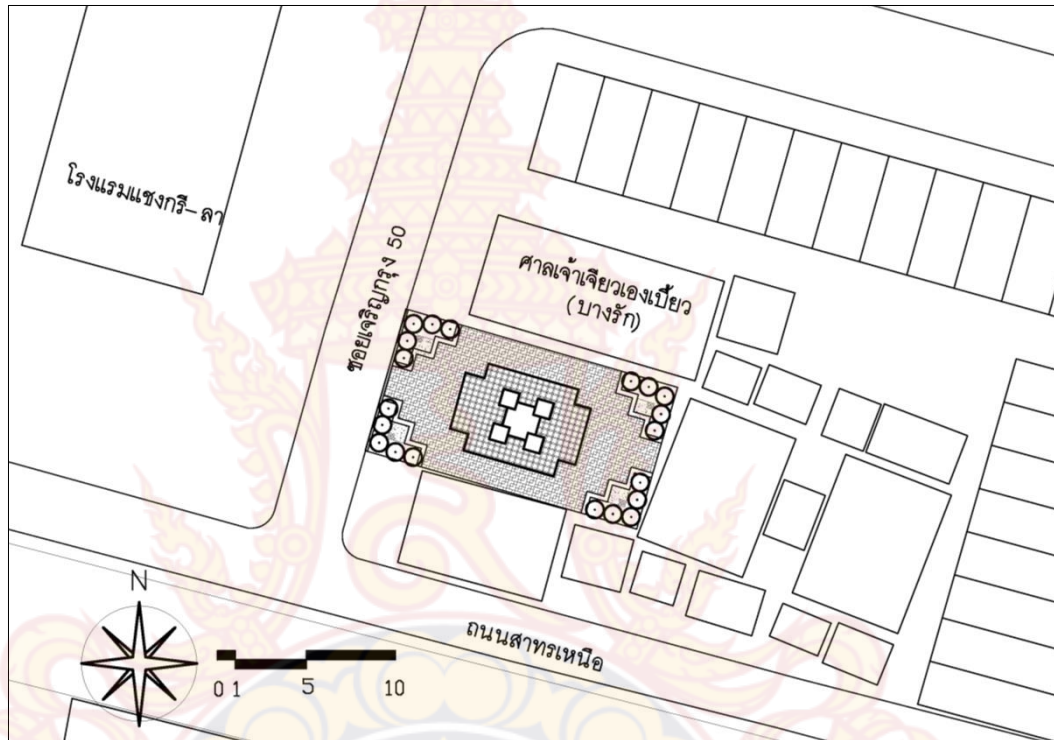 โรงแรมแชงกรี-ลา
ซอยเจริญกรุง 50
ศาลเจ้าเจียวเองเบี้ยว
(บางรัก)
ถนนสาทรเหนือ
N
0 1 5 10